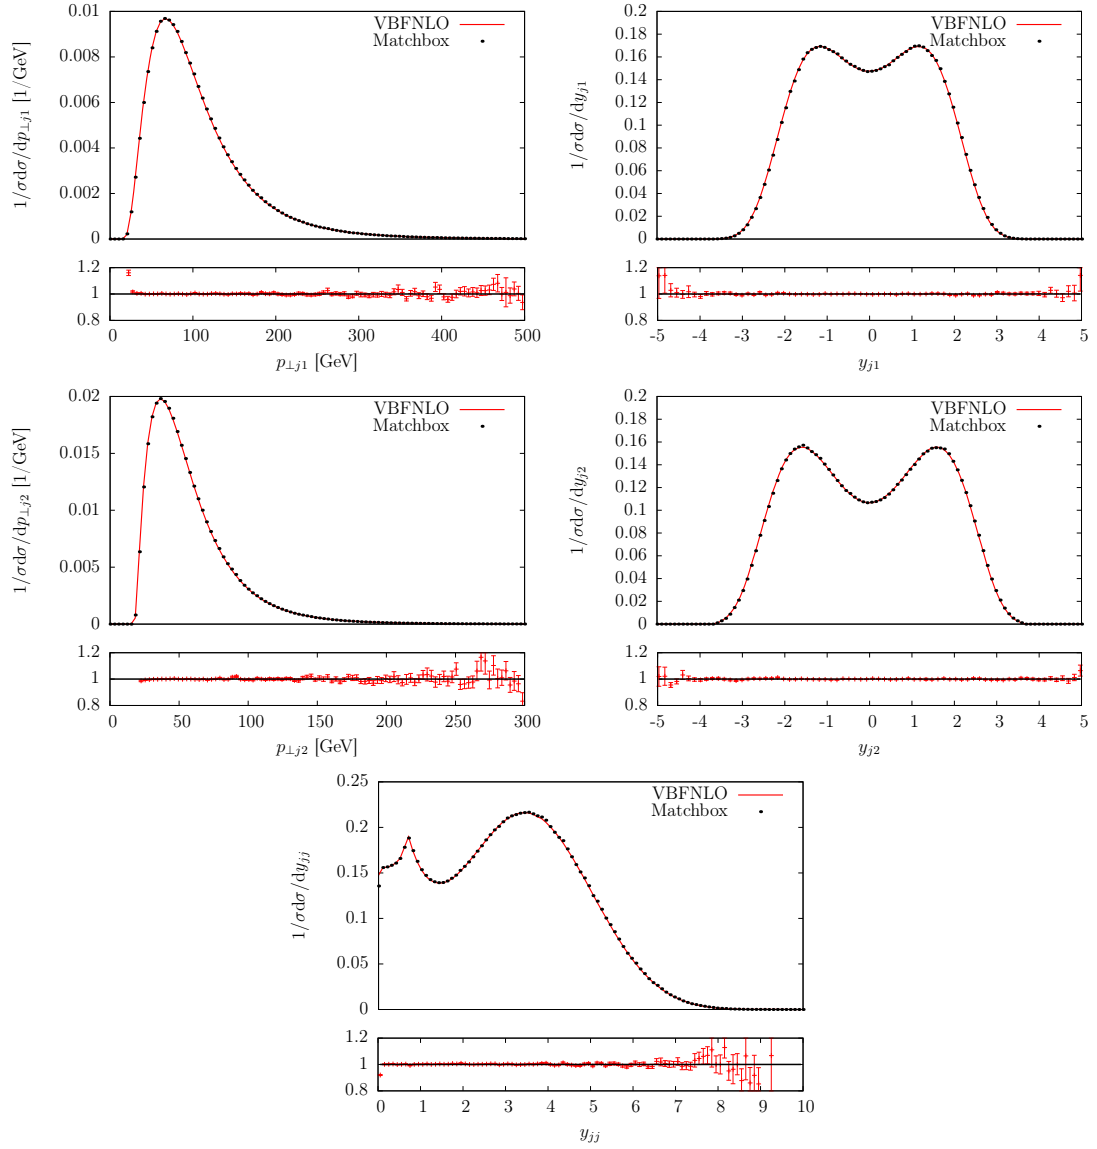 0.01
0.008
0.006
0.004
0.002
0
1/σdσ/dp⊥j1 [1/GeV]
VBFNLO
Matchbox
1.2
1
0.8
0 100 200 300 400 500
p⊥j1 [GeV]
0.2
0.18
0.16
0.14
0.12
0.1
0.08
0.06
0.04
0.02
0
1/σdσ/dyj1
VBFNLO
Matchbox
1.2
1
0.8
-5 -4 -3 -2 -1 0 1 2 3 4 5
yj1
0.02
0.015
0.01
0.005
0
1/σdσ/dp⊥j2 [1/GeV]
VBFNLO
Matchbox
1.2
1
0.8
0 50 100 150 200 250 300
p⊥j2 [GeV]
0.2
0.18
0.16
0.14
0.12
0.1
0.08
0.06
0.04
0.02
0
1/σdσ/dyj2
VBFNLO
Matchbox
1.2
1
0.8
-5 -4 -3 -2 -1 0 1 2 3 4 5
yj2
0.25
0.2
0.15
0.1
0.05
0
1/σdσ/dyjj
VBFNLO
Matchbox
1.2
1
0.8
0 1 2 3 4 5 6 7 8 9 10
yjj